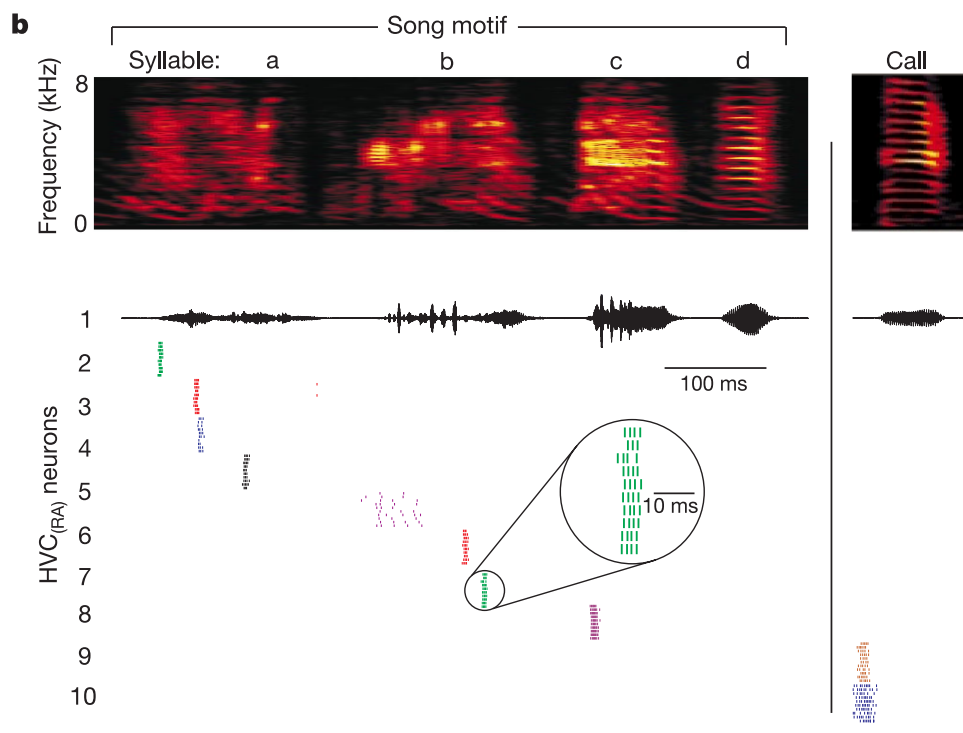 b
Song motif
Syllable: a b c d Call
Frequency (kHz)
8
0
1
2
100 ms
3
4
5
10 ms
6
7
8
9
10
HVC(RA) neurons